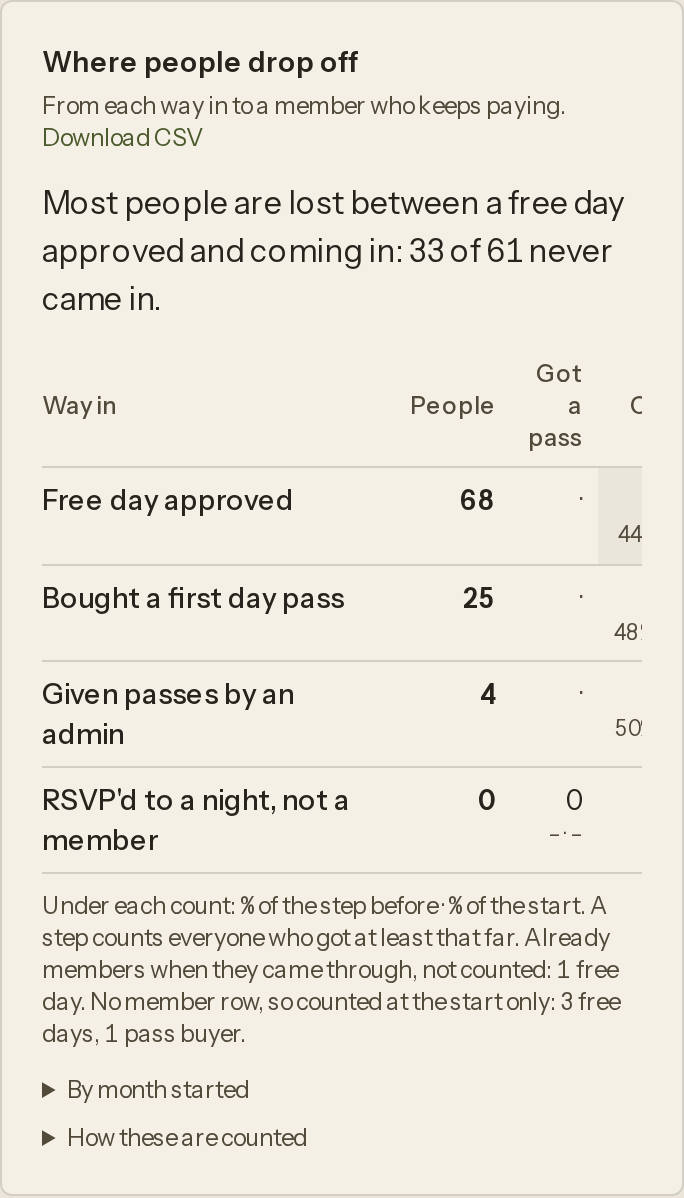 Where people drop off
From each way in to a member who keeps paying.
Download CSV
Most people are lost between a free day
approved and coming in: 33 of 61 never
came in.
Way in People Got a pass C
Free day approved 68 ·
44
Bought a first day pass 25 ·
48
Given passes by an
admin 4 ·
50
RSVP'd to a night, not a
member 0 0
–·–
Under each count: % of the step before · % of the start. A
step counts everyone who got at least that far. Already
members when they came through, not counted: 1 free
day. No member row, so counted at the start only: 3 free
days, 1 pass buyer.
▶ By month started
▶ How these are counted